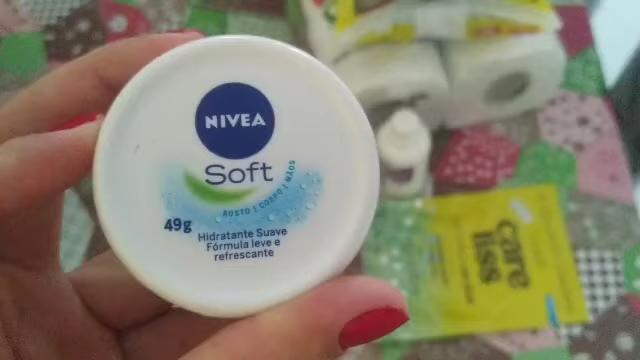 NIVEA
Soft
ROSTO | CORPO | MÃOS
49g
Hidratante Suave
Fórmula leve e
refrescante
care
liss